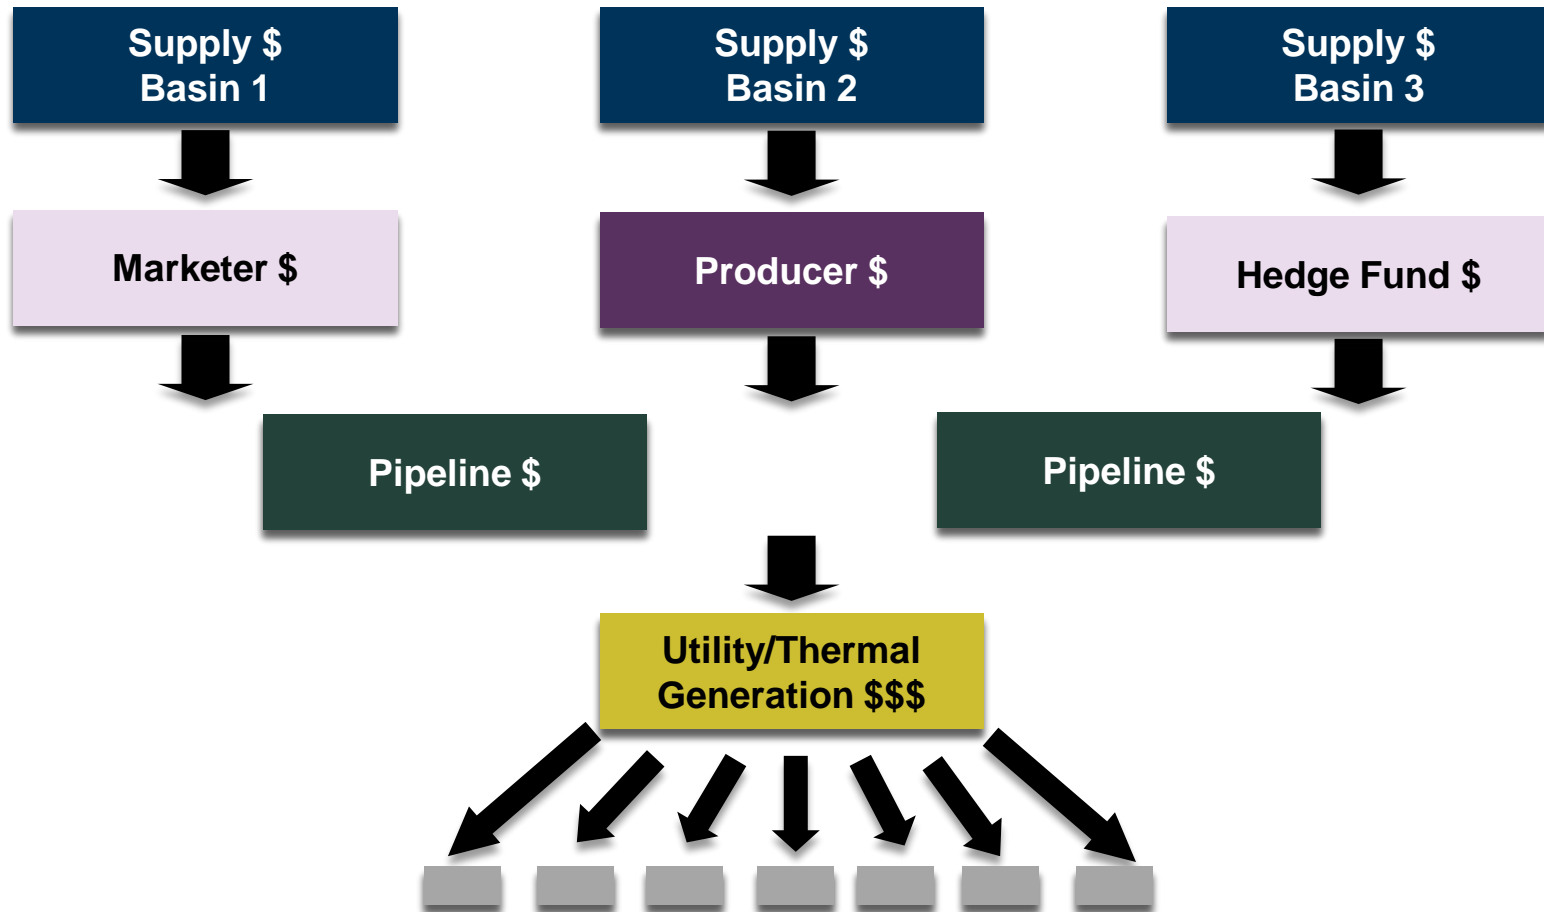 Supply $
Basin 1
Supply $
Basin 2
Supply $
Basin 3
Marketer $
Producer $
Hedge Fund $
Pipeline $
Pipeline $
Utility/Thermal
Generation $$$